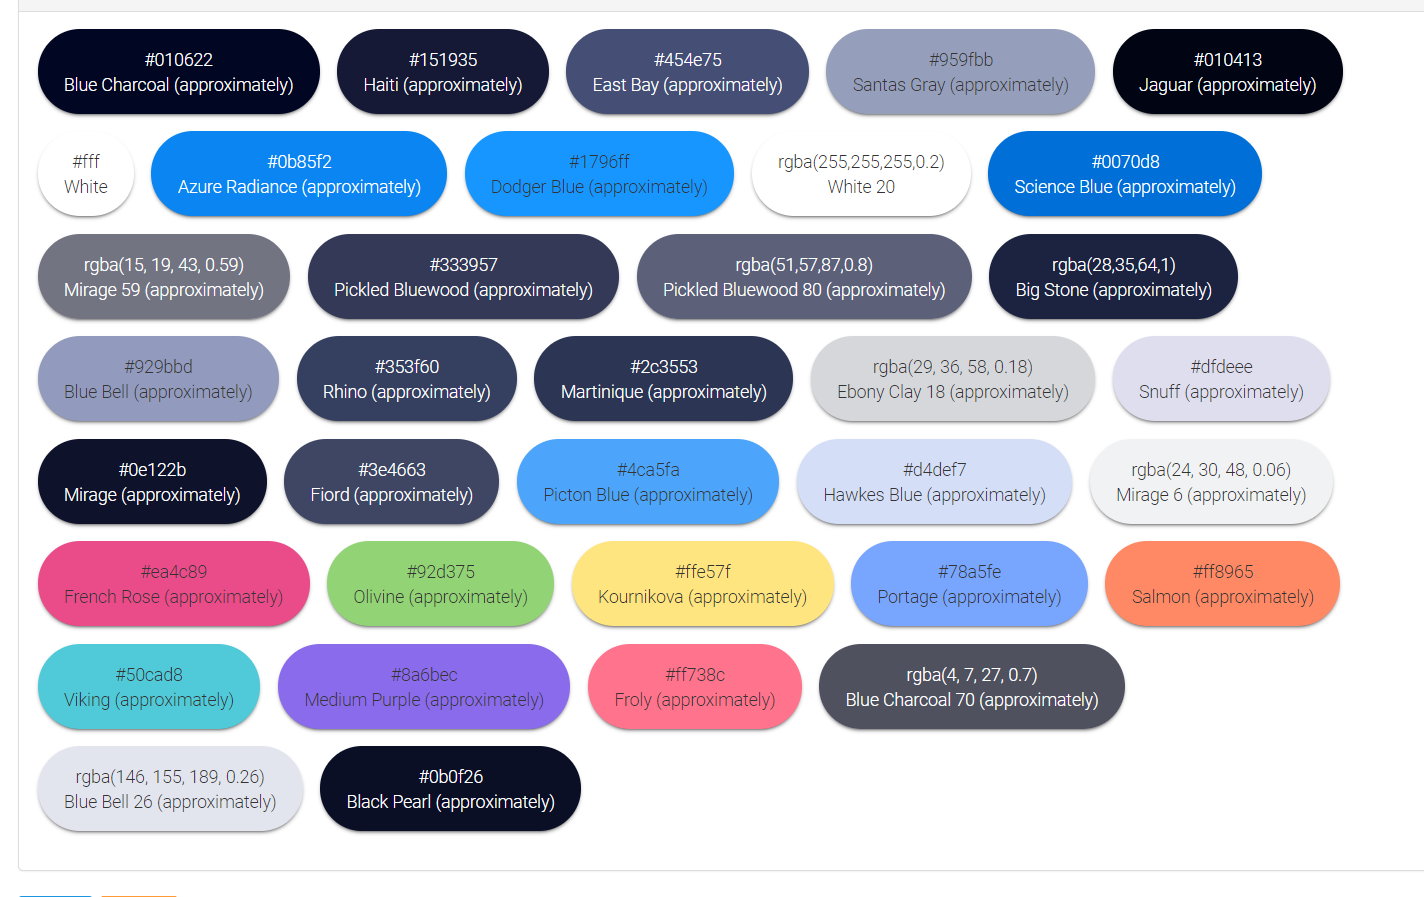 #010622
Blue Charcoal (approximately)
#151935
Haiti (approximately)
#454e75
East Bay (approximately)
#959fbb
Santas Gray (approximately)
#010413
Jaguar (approximately)
#fff
White
#0b85f2
Azure Radiance (approximately)
#1796ff
Dodger Blue (approximately)
rgba(255,255,255,0.2)
White 20
#0070d8
Science Blue (approximately)
rgba(15, 19, 43, 0.59)
Mirage 59 (approximately)
#333957
Pickled Bluewood (approximately)
rgba(51,57,87,0.8)
Pickled Bluewood 80 (approximately)
rgba(28,35,64,1)
Big Stone (approximately)
#929bbd
Blue Bell (approximately)
#353f60
Rhino (approximately)
#2c3553
Martinique (approximately)
rgba(29, 36, 58, 0.18)
Ebony Clay 18 (approximately)
#dfdeee
Snuff (approximately)
#0e122b
Mirage (approximately)
#3e4663
Fiord (approximately)
#4ca5fa
Picton Blue (approximately)
#d4def7
Hawkes Blue (approximately)
rgba(24, 30, 48, 0.06)
Mirage 6 (approximately)
#ea4c89
French Rose (approximately)
#92d375
Olivine (approximately)
#ffe57f
Kournikova (approximately)
#78a5fe
Portage (approximately)
#ff8965
Salmon (approximately)
#50cad8
Viking (approximately)
#8a6bec
Medium Purple (approximately)
#ff738c
Froly (approximately)
rgba(4, 7, 27, 0.7)
Blue Charcoal 70 (approximately)
rgba(146, 155, 189, 0.26)
Blue Bell 26 (approximately)
#0b0f26
Black Pearl (approximately)